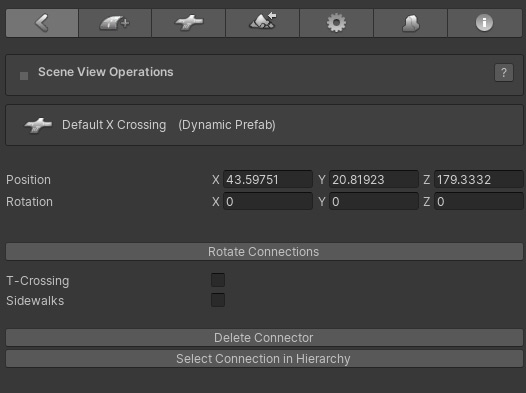 Scene View Operations ?
Default X Crossing (Dynamic Prefab)
Position X 43.59751 Y 20.81923 Z 179.3332
Rotation X 0 Y 0 Z 0
Rotate Connections
T-Crossing
Sidewalks
Delete Connector
Select Connection in Hierarchy